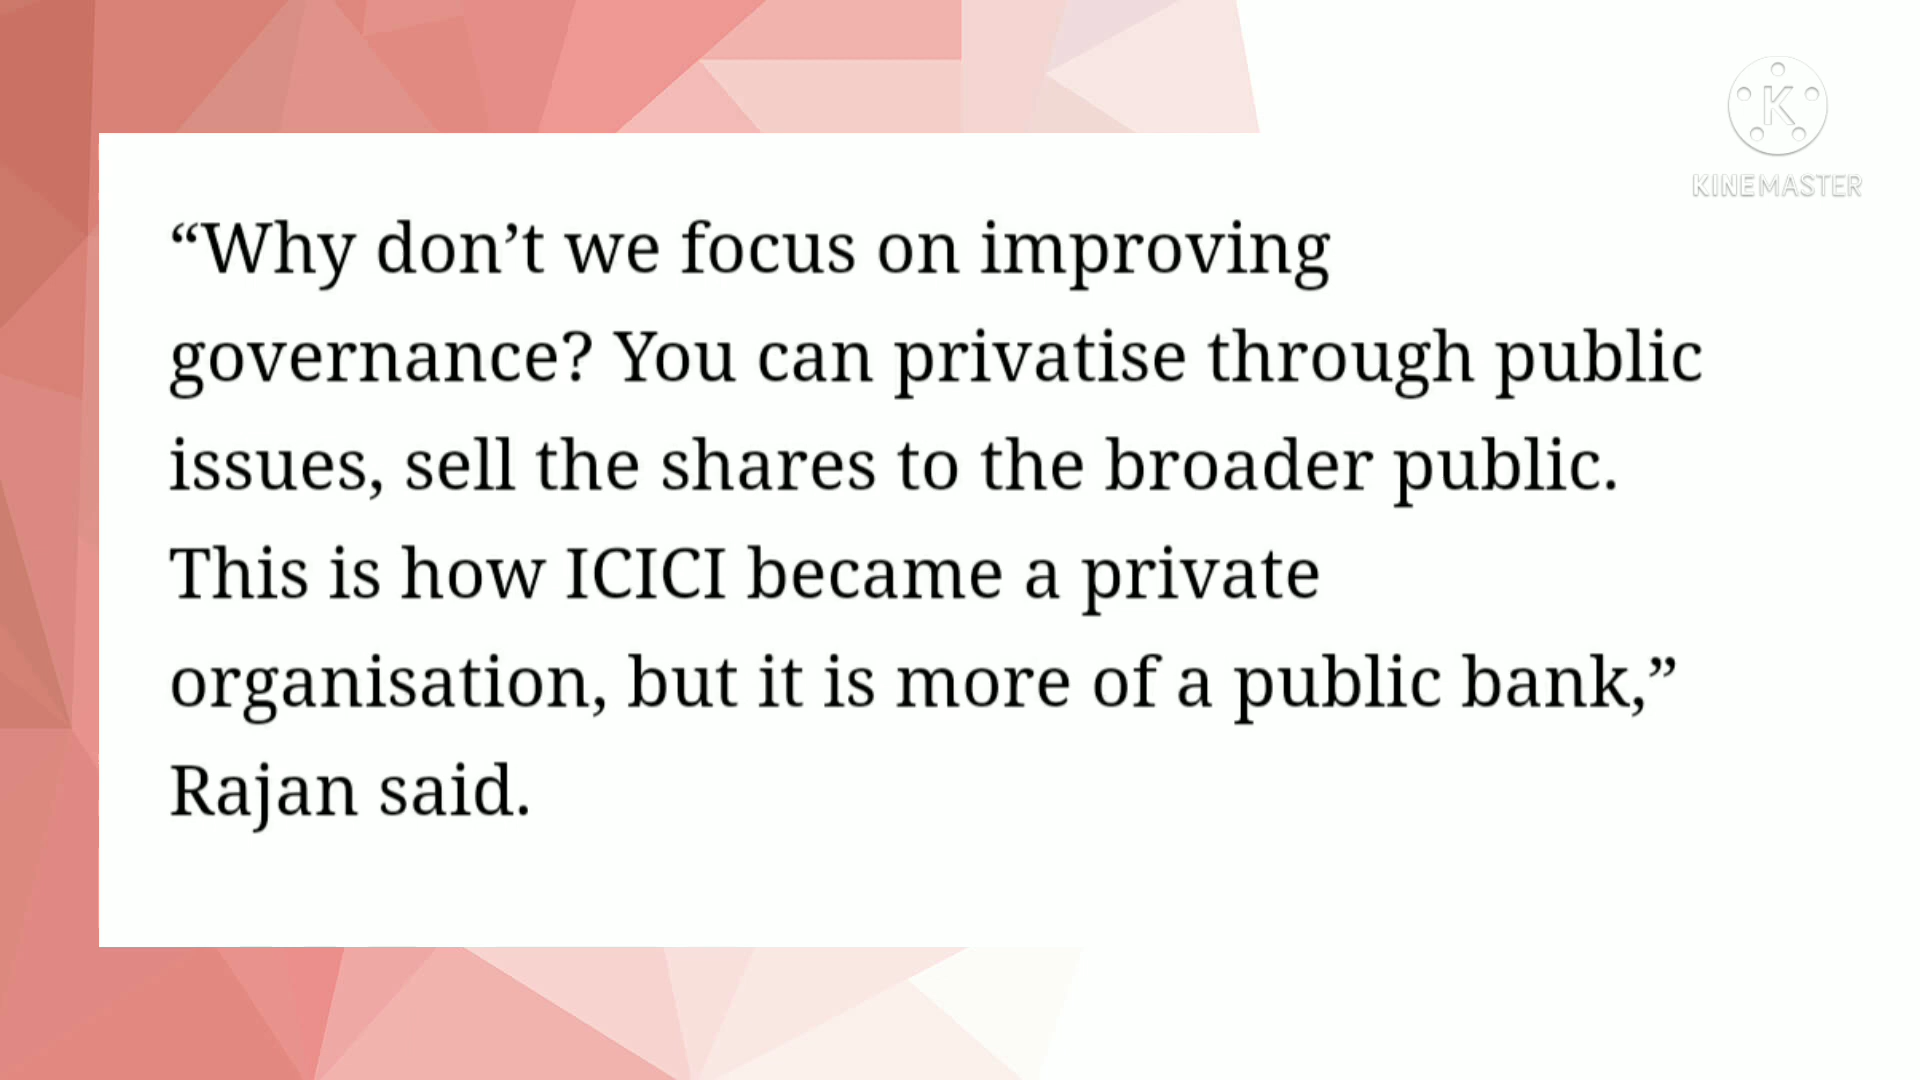 K
KINEMASTER
“Why don’t we focus on improving
governance? You can privatise through public
issues, sell the shares to the broader public.
This is how ICICI became a private
organisation, but it is more of a public bank,”
Rajan said.